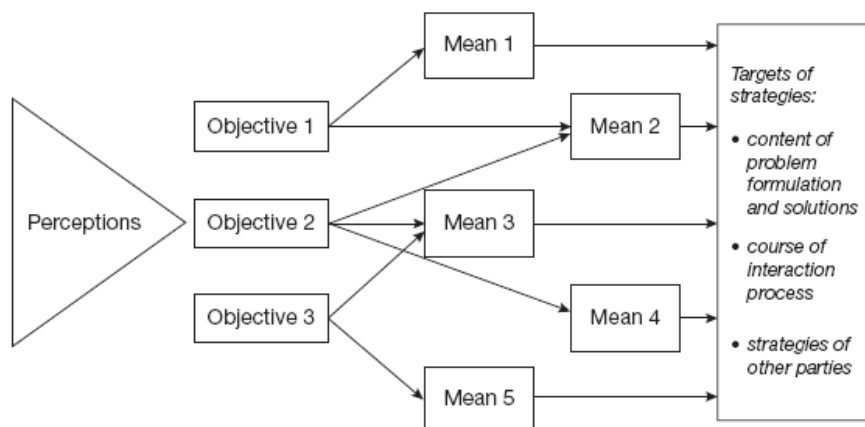 Perceptions
Objective 1
Objective 2
Objective 3
Mean 1
Mean 2
Mean 3
Mean 4
Mean 5
Targets of
strategies:
• content of
problem
formulation
and solutions
• course of
interaction
process
• strategies of
other parties